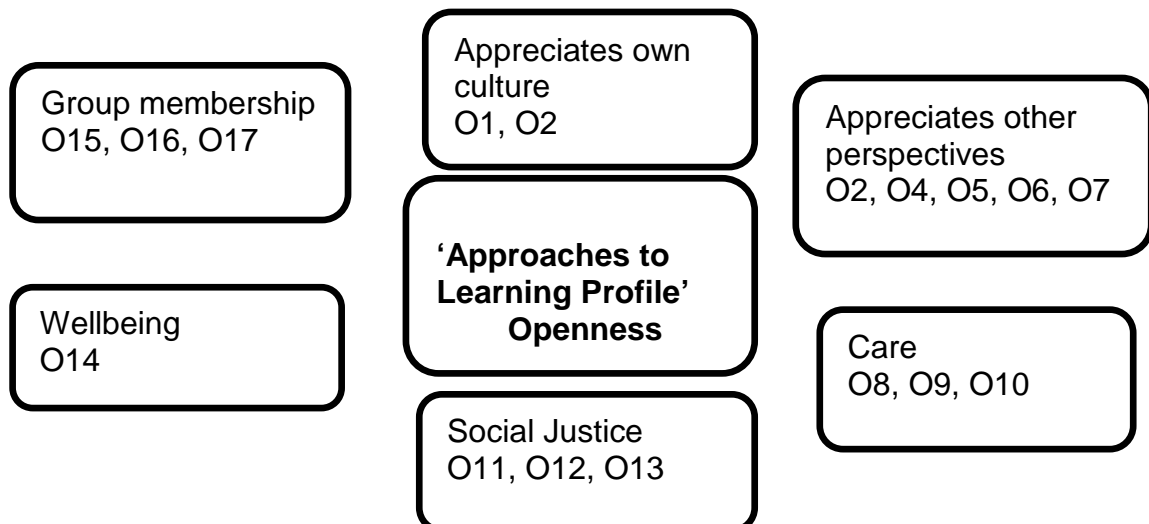 Group membership
O15, O16, O17
Appreciates own
culture
O1, O2
Appreciates other
perspectives
O2, O4, O5, O6, O7
‘Approaches to
Learning Profile’
Openness
Wellbeing
O14
Care
O8, O9, O10
Social Justice
O11, O12, O13